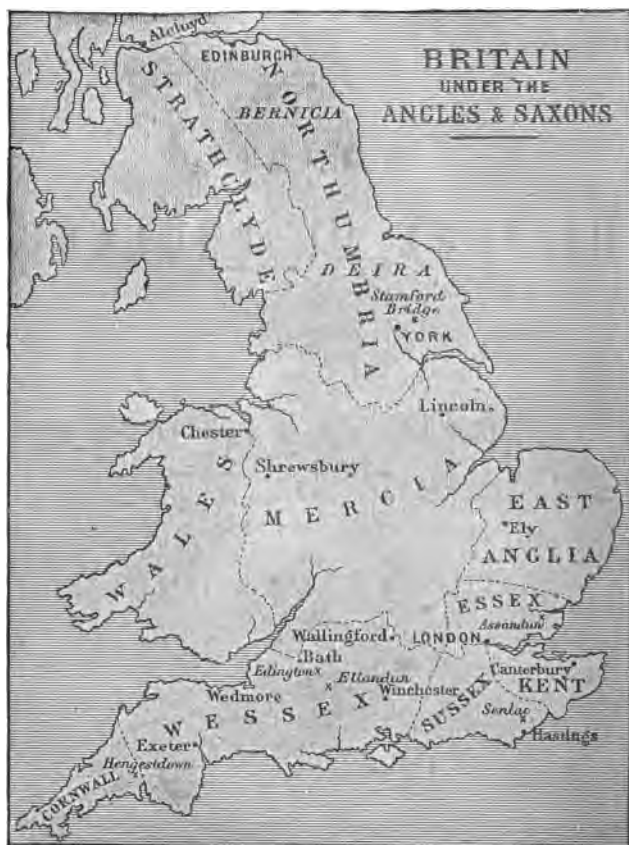 BRITAIN
UNDER THE
ANGLES & SAXONS
Alcluyd
EDINBURGH
STRATHCLYDE
NORTHUMBRIA
BERNICIA
DEIRA
Stamford
Bridge
YORK
Lincoln
Chester
Shrewsbury
WALES
MERCIA
EAST
Ely
ANGLIA
ESSEX
Assandun
Wallingford
LONDON
Bath
Edington
Ellandun
Canterbury
KENT
Wedmore
Winchester
WESSEX
SUSSEX
Senlac
Hastings
Exeter
Hengestdown
CORNWALL